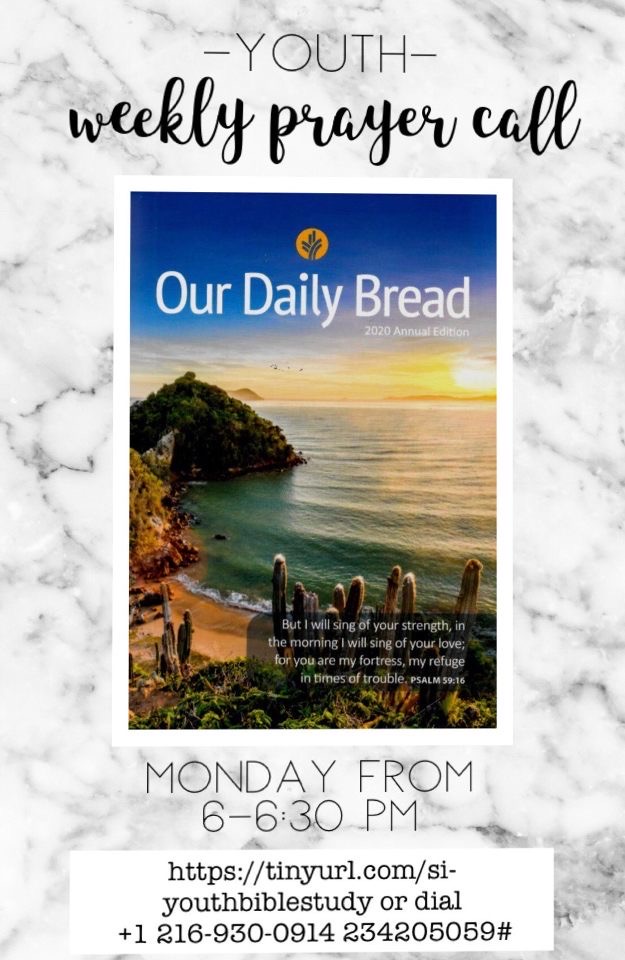 -YOUTH-
weekly prayer call
Our Daily Bread
2020 Annual Edition
But I will sing of your strength, in
the morning I will sing of your love;
for you are my fortress, my refuge
in times of trouble. PSALM 59:16
MONDAY FROM
6-6:30 PM
https://tinyurl.com/si-
youthbiblestudy or dial
+1 216-930-0914 234205059#